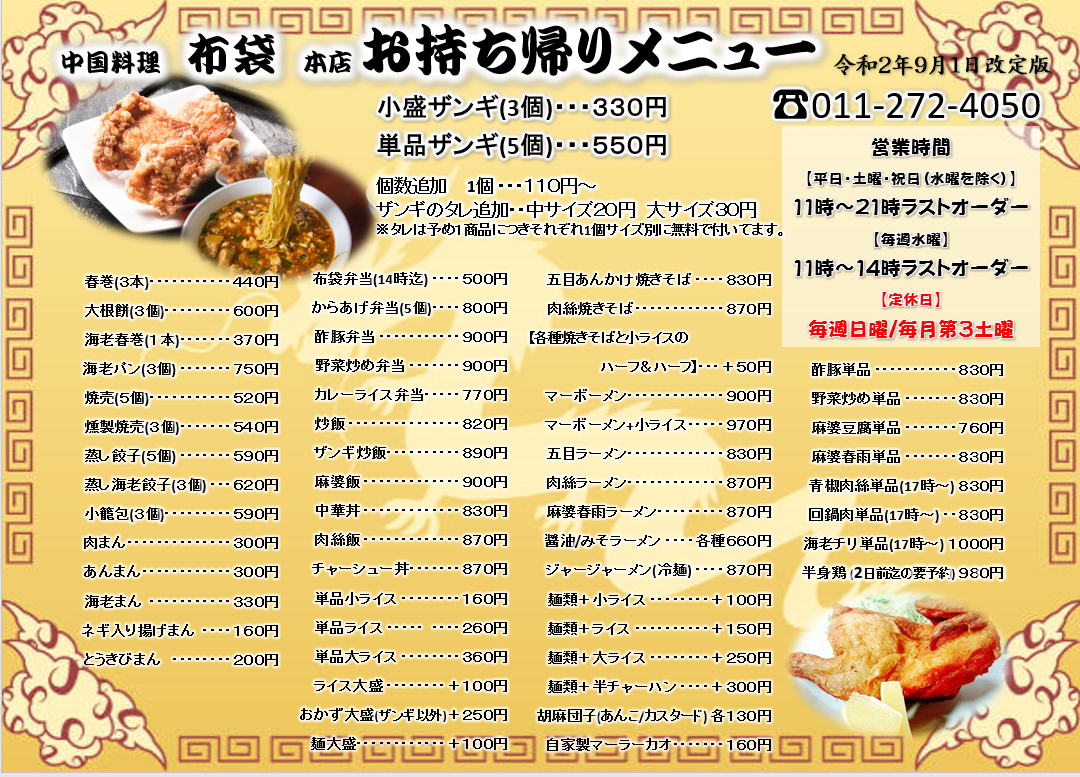 中国料理 布袋 本店 お持ち帰りメニュー 令和2年9月1日改定版
小盛ザンギ(3個)・・・330円
単品ザンギ(5個)・・・550円
個数追加 1個・・・110円～
ザンギのタレ追加・・中サイズ20円 大サイズ30円
※タレは予め1商品につきそれぞれ1個サイズ別に無料で付いてます。
☎011-272-4050
営業時間
【平日・土曜・祝日(水曜を除く)】
11時～21時ラストオーダー
【毎週水曜】
11時～14時ラストオーダー
【定休日】
毎週日曜/毎月第3土曜
春巻(3本)・・・・・・・・・・440円
大根餅(3個)・・・・・・・・・600円
海老春巻(1本)・・・・・・・370円
海老パン(3個)・・・・・・・750円
焼売(5個)・・・・・・・・・・520円
燻製焼売(3個)・・・・・・・540円
蒸し餃子(5個)・・・・・・・590円
蒸し海老餃子(3個)・・・620円
小籠包(3個)・・・・・・・・・590円
肉まん・・・・・・・・・・・・・300円
あんまん・・・・・・・・・・・300円
海老まん・・・・・・・・・・330円
ネギ入り揚げまん・・・・160円
とうきびまん・・・・・・・・200円
布袋弁当(14時迄)・・・・500円
からあげ弁当(5個)・・・・800円
酢豚弁当・・・・・・・・・・900円
野菜炒め弁当・・・・・・・900円
カレーライス弁当・・・・・770円
炒飯・・・・・・・・・・・・・・820円
ザンギ炒飯・・・・・・・・・890円
麻婆飯・・・・・・・・・・・・900円
中華丼・・・・・・・・・・・・830円
肉絲飯・・・・・・・・・・・・870円
チャーシュー丼・・・・・・870円
単品小ライス・・・・・・・・160円
単品ライス・・・・・ ・・・・260円
単品大ライス・・・・・・・・360円
ライス大盛・・・・・・・・＋100円
おかず大盛(ザンギ以外)＋250円
麺大盛・・・・・・・・・・・・＋100円
五目あんかけ焼きそば・・・・830円
肉絲焼きそば・・・・・・・・・・・870円
【各種焼きそばと小ライスの
ハーフ&ハーフ】・・・＋50円
マーボーメン・・・・・・・・・・・・900円
マーボーメン+小ライス・・・・・970円
五目ラーメン・・・・・・・・・・・・830円
肉絲ラーメン・・・・・・・・・・・・870円
麻婆春雨ラーメン・・・・・・・・870円
醤油/みそラーメン・・・・各種660円
ジャージャーメン(冷麺)・・・・870円
麺類＋小ライス・・・・・・・・＋100円
麺類＋ライス・・・・・・・・・・＋150円
麺類＋大ライス・・・・・・・・＋250円
麺類＋半チャーハン・・・・＋300円
胡麻団子(あんこ/カスタード)各130円
自家製マーラーカオ・・・・・・・160円
酢豚単品・・・・・・・・・・・830円
野菜炒め単品・・・・・・・830円
麻婆豆腐単品・・・・・・・760円
麻婆春雨単品・・・・・・・830円
青椒肉絲単品(17時～)830円
回鍋肉単品(17時～)・・830円
海老チリ単品(17時～)1000円
半身鶏(2日前迄の要予約)980円